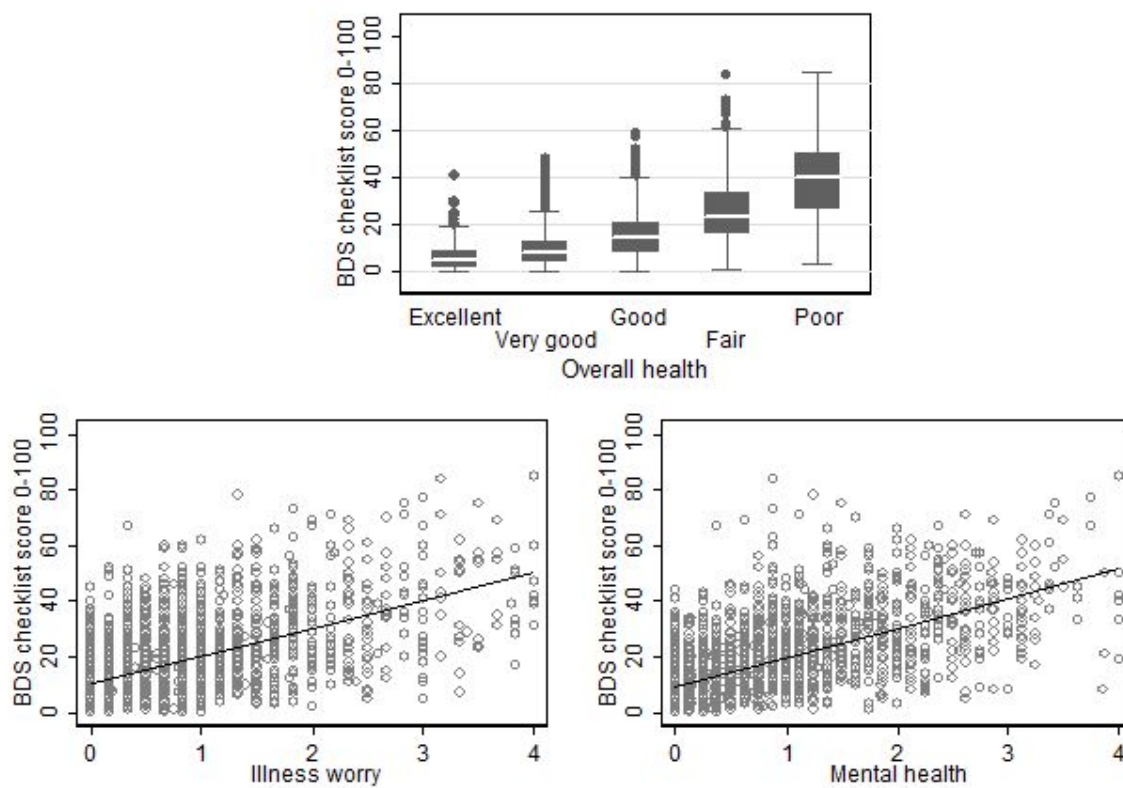 BDS checklist score 0-100
100
80
60
40
20
0
Excellent
Very good
Good
Fair
Poor
Overall health
BDS checklist score 0-100
100
80
60
40
20
0
0 1 2 3 4
Illness worry
BDS checklist score 0-100
100
80
60
40
20
0
0 1 2 3 4
Mental health